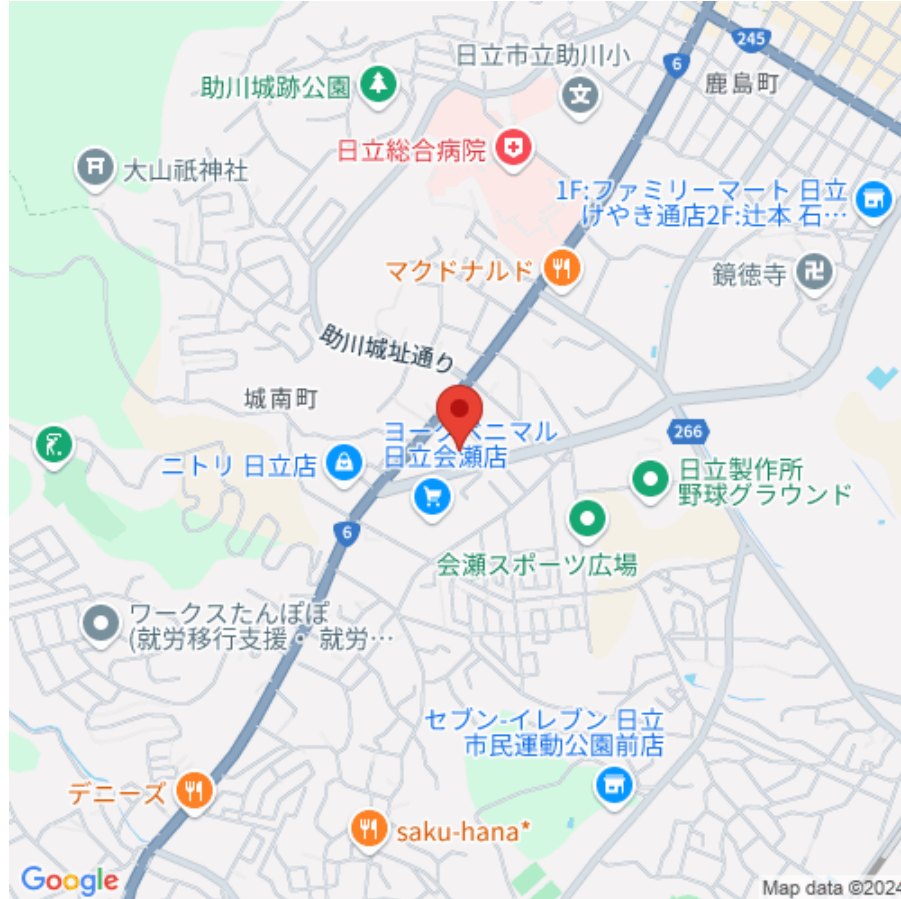 245
日立市立助川小
6
鹿島町
助川城跡公園
日立総合病院
大山祇神社
1F:ファミリーマート 日立
けやき通店2F:辻本 石…
マクドナルド
鏡徳寺
助川城址通り
城南町
ヨークベニマル
日立会瀬店
266
ニトリ 日立店
日立製作所
野球グラウンド
6
会瀬スポーツ広場
ワークスたんぽぽ
(就労移行支援・ 就労…
セブン-イレブン 日立
市民運動公園前店
デニーズ
saku-hana*
Google
Map data ©2024